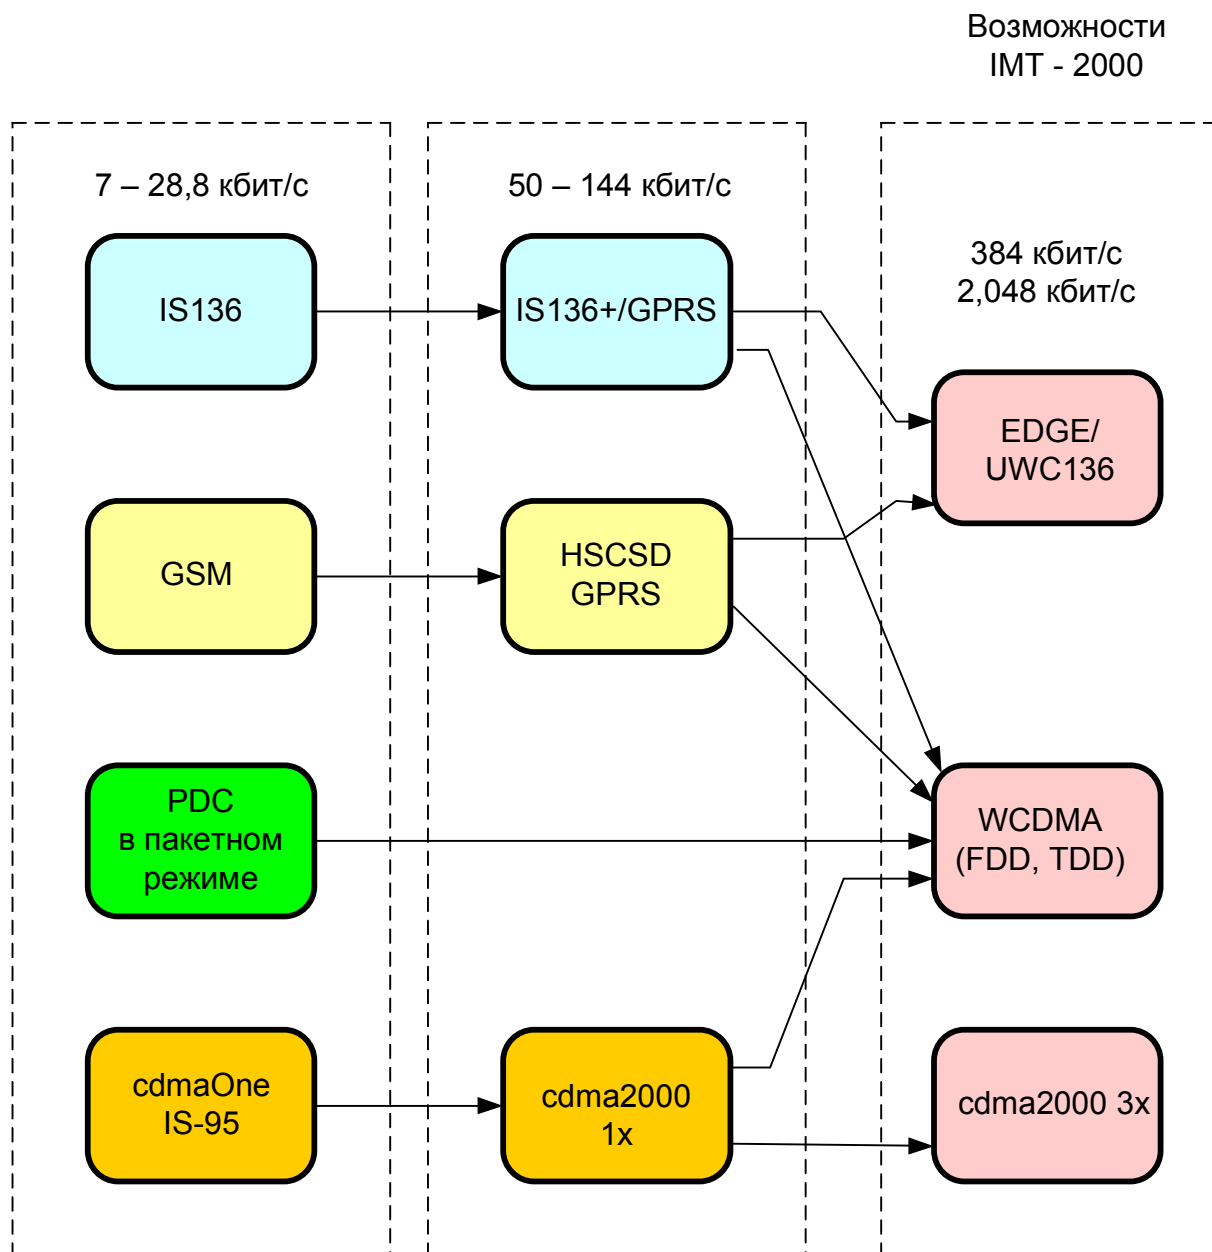 Возможности
IMT - 2000
7 – 28,8 кбит/с
50 – 144 кбит/с
384 кбит/с
2,048 кбит/с
IS136
IS136+/GPRS
EDGE/
UWC136
GSM
HSCSD
GPRS
PDC
в пакетном
режиме
WCDMA
(FDD, TDD)
cdmaOne
IS-95
cdma2000
1x
cdma2000 3x